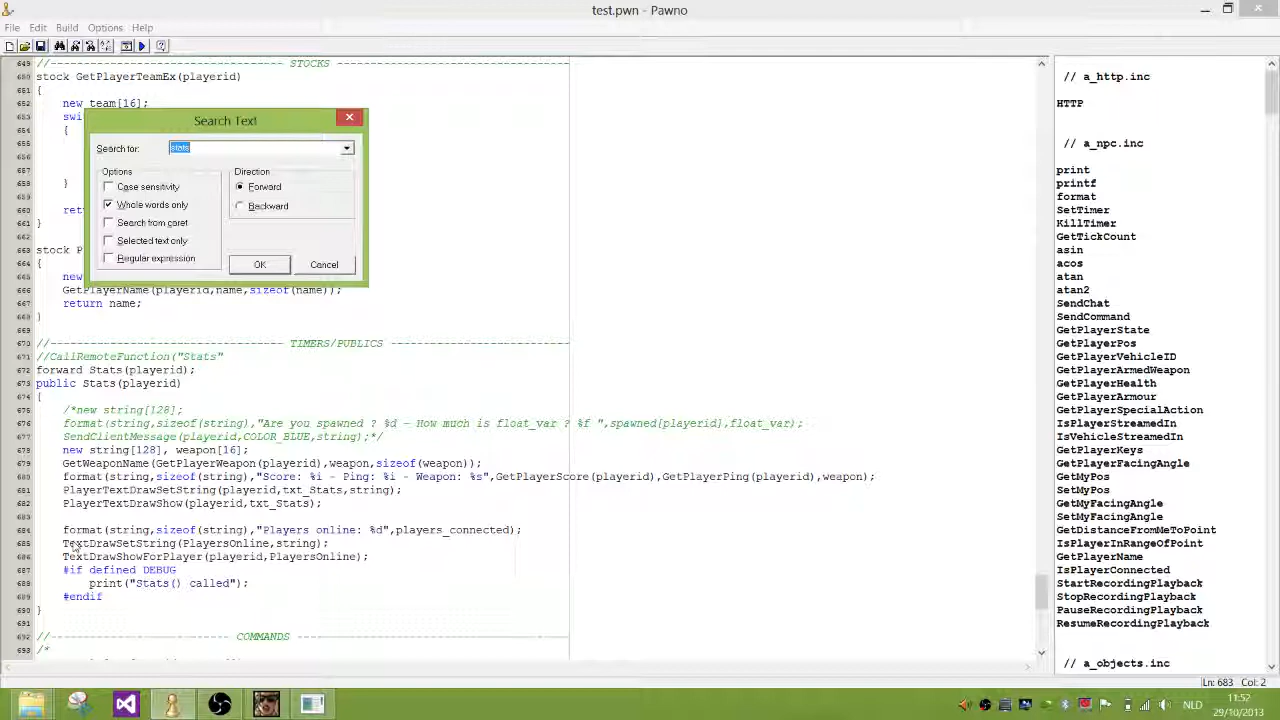 test.pwn - Pawno
File Edit Build Options Help
649 //----------------------------------- STOCKS -------------------------------------
650 stock GetPlayerTeamEx(playerid)
651 {
652 new team[16];
653 swi
654 {
655
656
657
658 }
659
660 ret
661 }
662
663 stock P
664 {
665 new
666 GetPlayerName(playerid,name,sizeof(name));
667 return name;
668 }
669
670 //----------------------------------- TIMERS/PUBLICS ----------------------------
671 //CallRemoteFunction("Stats"
672 forward Stats(playerid);
673 public Stats(playerid)
674 {
675 /*new string[128];
676 format(string,sizeof(string),"Are you spawned ? %d - How much is float_var ? %f ",spawned[playerid],float_var);
677 SendClientMessage(playerid,COLOR_BLUE,string);*/
678 new string[128], weapon[16];
679 GetWeaponName(GetPlayerWeapon(playerid),weapon,sizeof(weapon));
680 format(string,sizeof(string),"Score: %i - Ping: %i - Weapon: %s",GetPlayerScore(playerid),GetPlayerPing(playerid),weapon);
681 PlayerTextDrawSetString(playerid,txt_Stats,string);
682 PlayerTextDrawShow(playerid,txt_Stats);
683
684 format(string,sizeof(string),"Players online: %d",players_connected);
685 TextDrawSetString(PlayersOnline,string);
686 TextDrawShowForPlayer(playerid,PlayersOnline);
687 #if defined DEBUG
688 print("Stats() called");
689 #endif
690 }
691
692 //----------------------------- COMMANDS ----------------------------------
693 /*
Search Text
Search for: stats
Options
Case sensitivity
Whole words only
Search from caret
Selected text only
Regular expression
Direction
Forward
Backward
OK Cancel
// a_http.inc
HTTP
// a_npc.inc
print
printf
format
SetTimer
KillTimer
GetTickCount
asin
acos
atan
atan2
SendChat
SendCommand
GetPlayerState
GetPlayerPos
GetPlayerVehicleID
GetPlayerArmedWeapon
GetPlayerHealth
GetPlayerArmour
GetPlayerSpecialAction
IsPlayerStreamedIn
IsVehicleStreamedIn
GetPlayerKeys
GetPlayerFacingAngle
GetMyPos
SetMyPos
GetMyFacingAngle
SetMyFacingAngle
GetDistanceFromMeToPoint
IsPlayerInRangeOfPoint
GetPlayerName
IsPlayerConnected
StartRecordingPlayback
StopRecordingPlayback
PauseRecordingPlayback
ResumeRecordingPlayback
// a_objects.inc
Ln: 683 Col: 2
NLD
11:52
29/10/2013